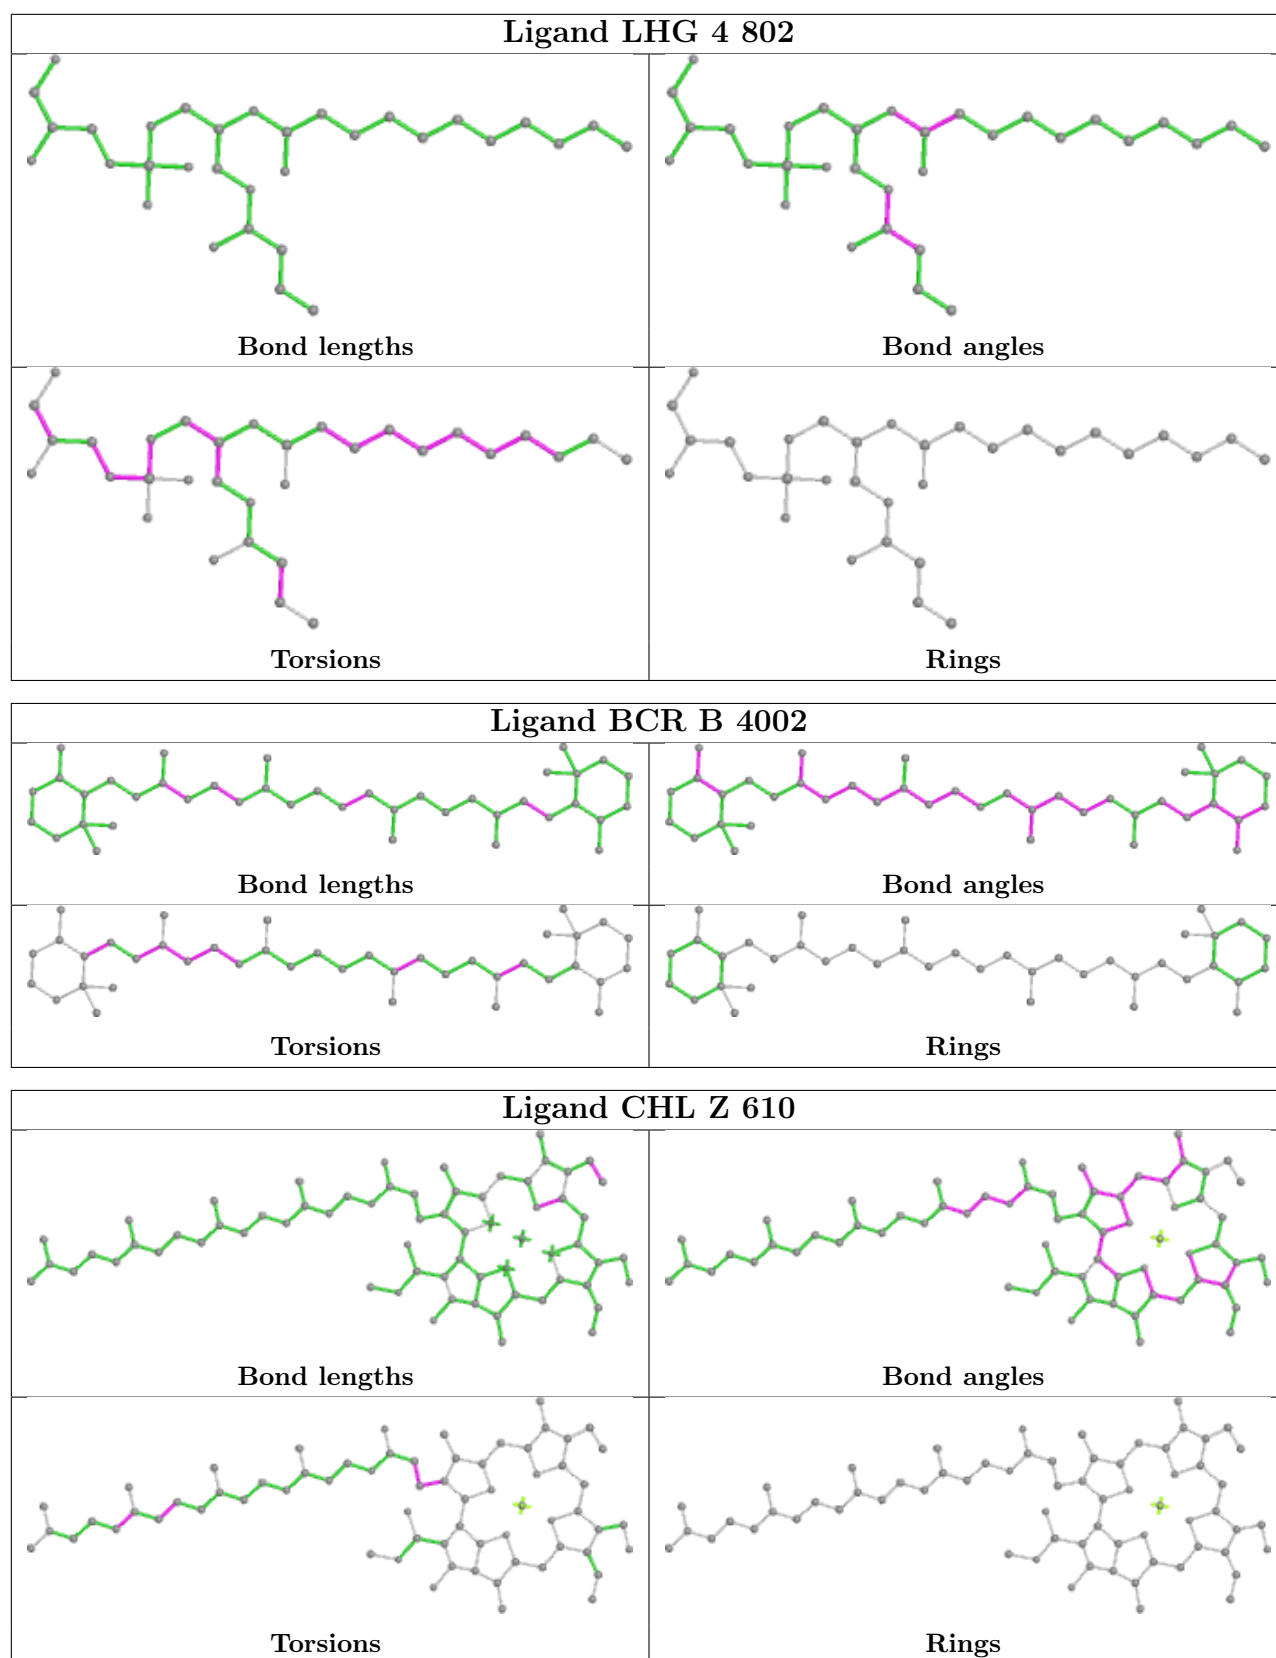 Ligand LHG 4 802
Bond lengths
Bond angles
Torsions
Rings
Ligand BCR B 4002
Bond lengths
Bond angles
Torsions
Rings
Ligand CHL Z 610
Bond lengths
Bond angles
Torsions
Rings